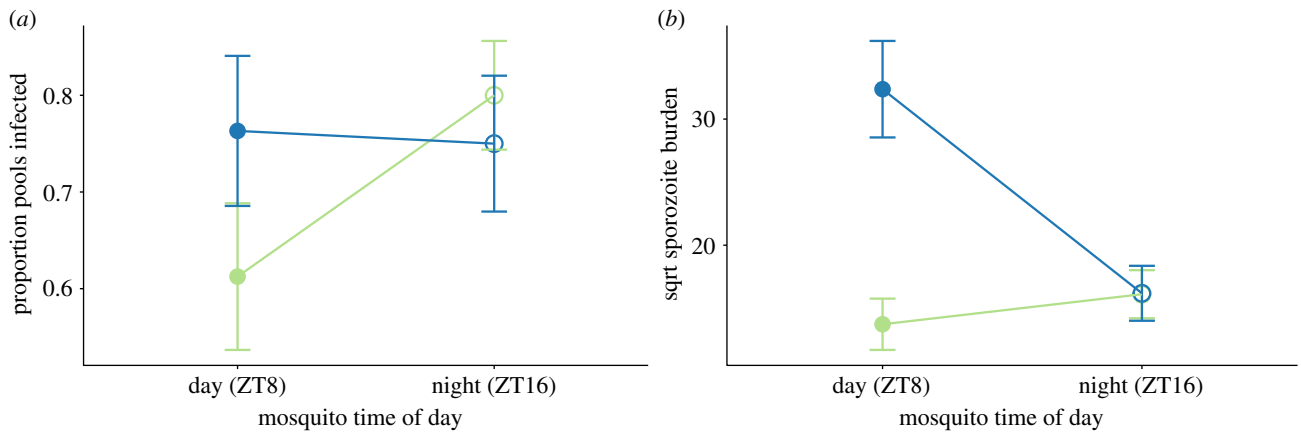 (a)
proportion pools infected
0.8
0.7
0.6
day (ZT8)
night (ZT16)
mosquito time of day
(b)
sqrt sporozoite burden
30
20
day (ZT8)
night (ZT16)
mosquito time of day